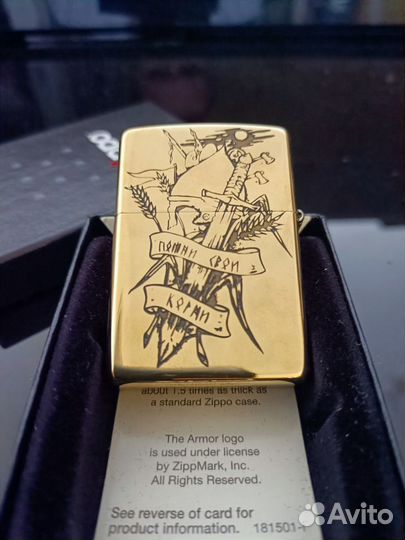 ПОМНИ СВОИ
КОРНИ
about 1.5 times as thick as
a standard Zippo case.
The Armor logo
is used under license
by ZippMark, Inc.
All Rights Reserved.
See reverse of card for
product information. 181501-I
Avito